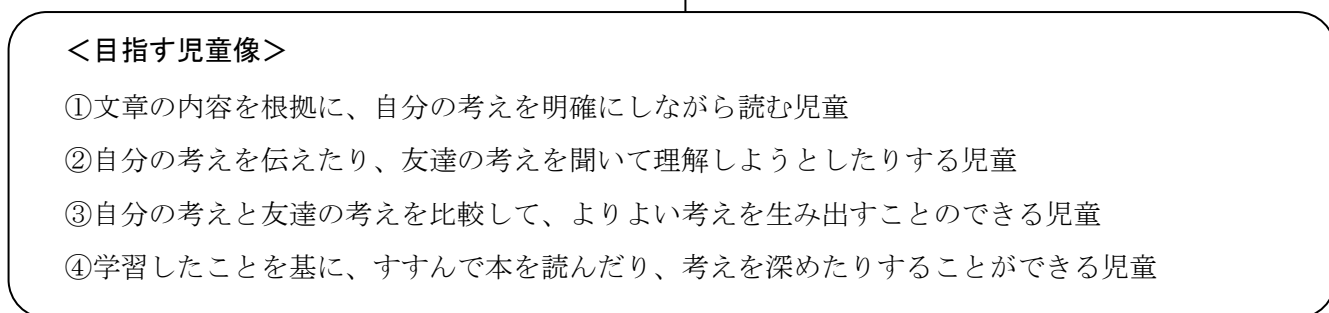 ＜目指す児童像＞
①文章の内容を根拠に、自分の考えを明確にしながら読む児童
②自分の考えを伝えたり、友達の考えを聞いて理解しようとしたりする児童
③自分の考えと友達の考えを比較して、よりよい考えを生み出すことのできる児童
④学習したことを基に、すすんで本を読んだり、考えを深めたりすることができる児童